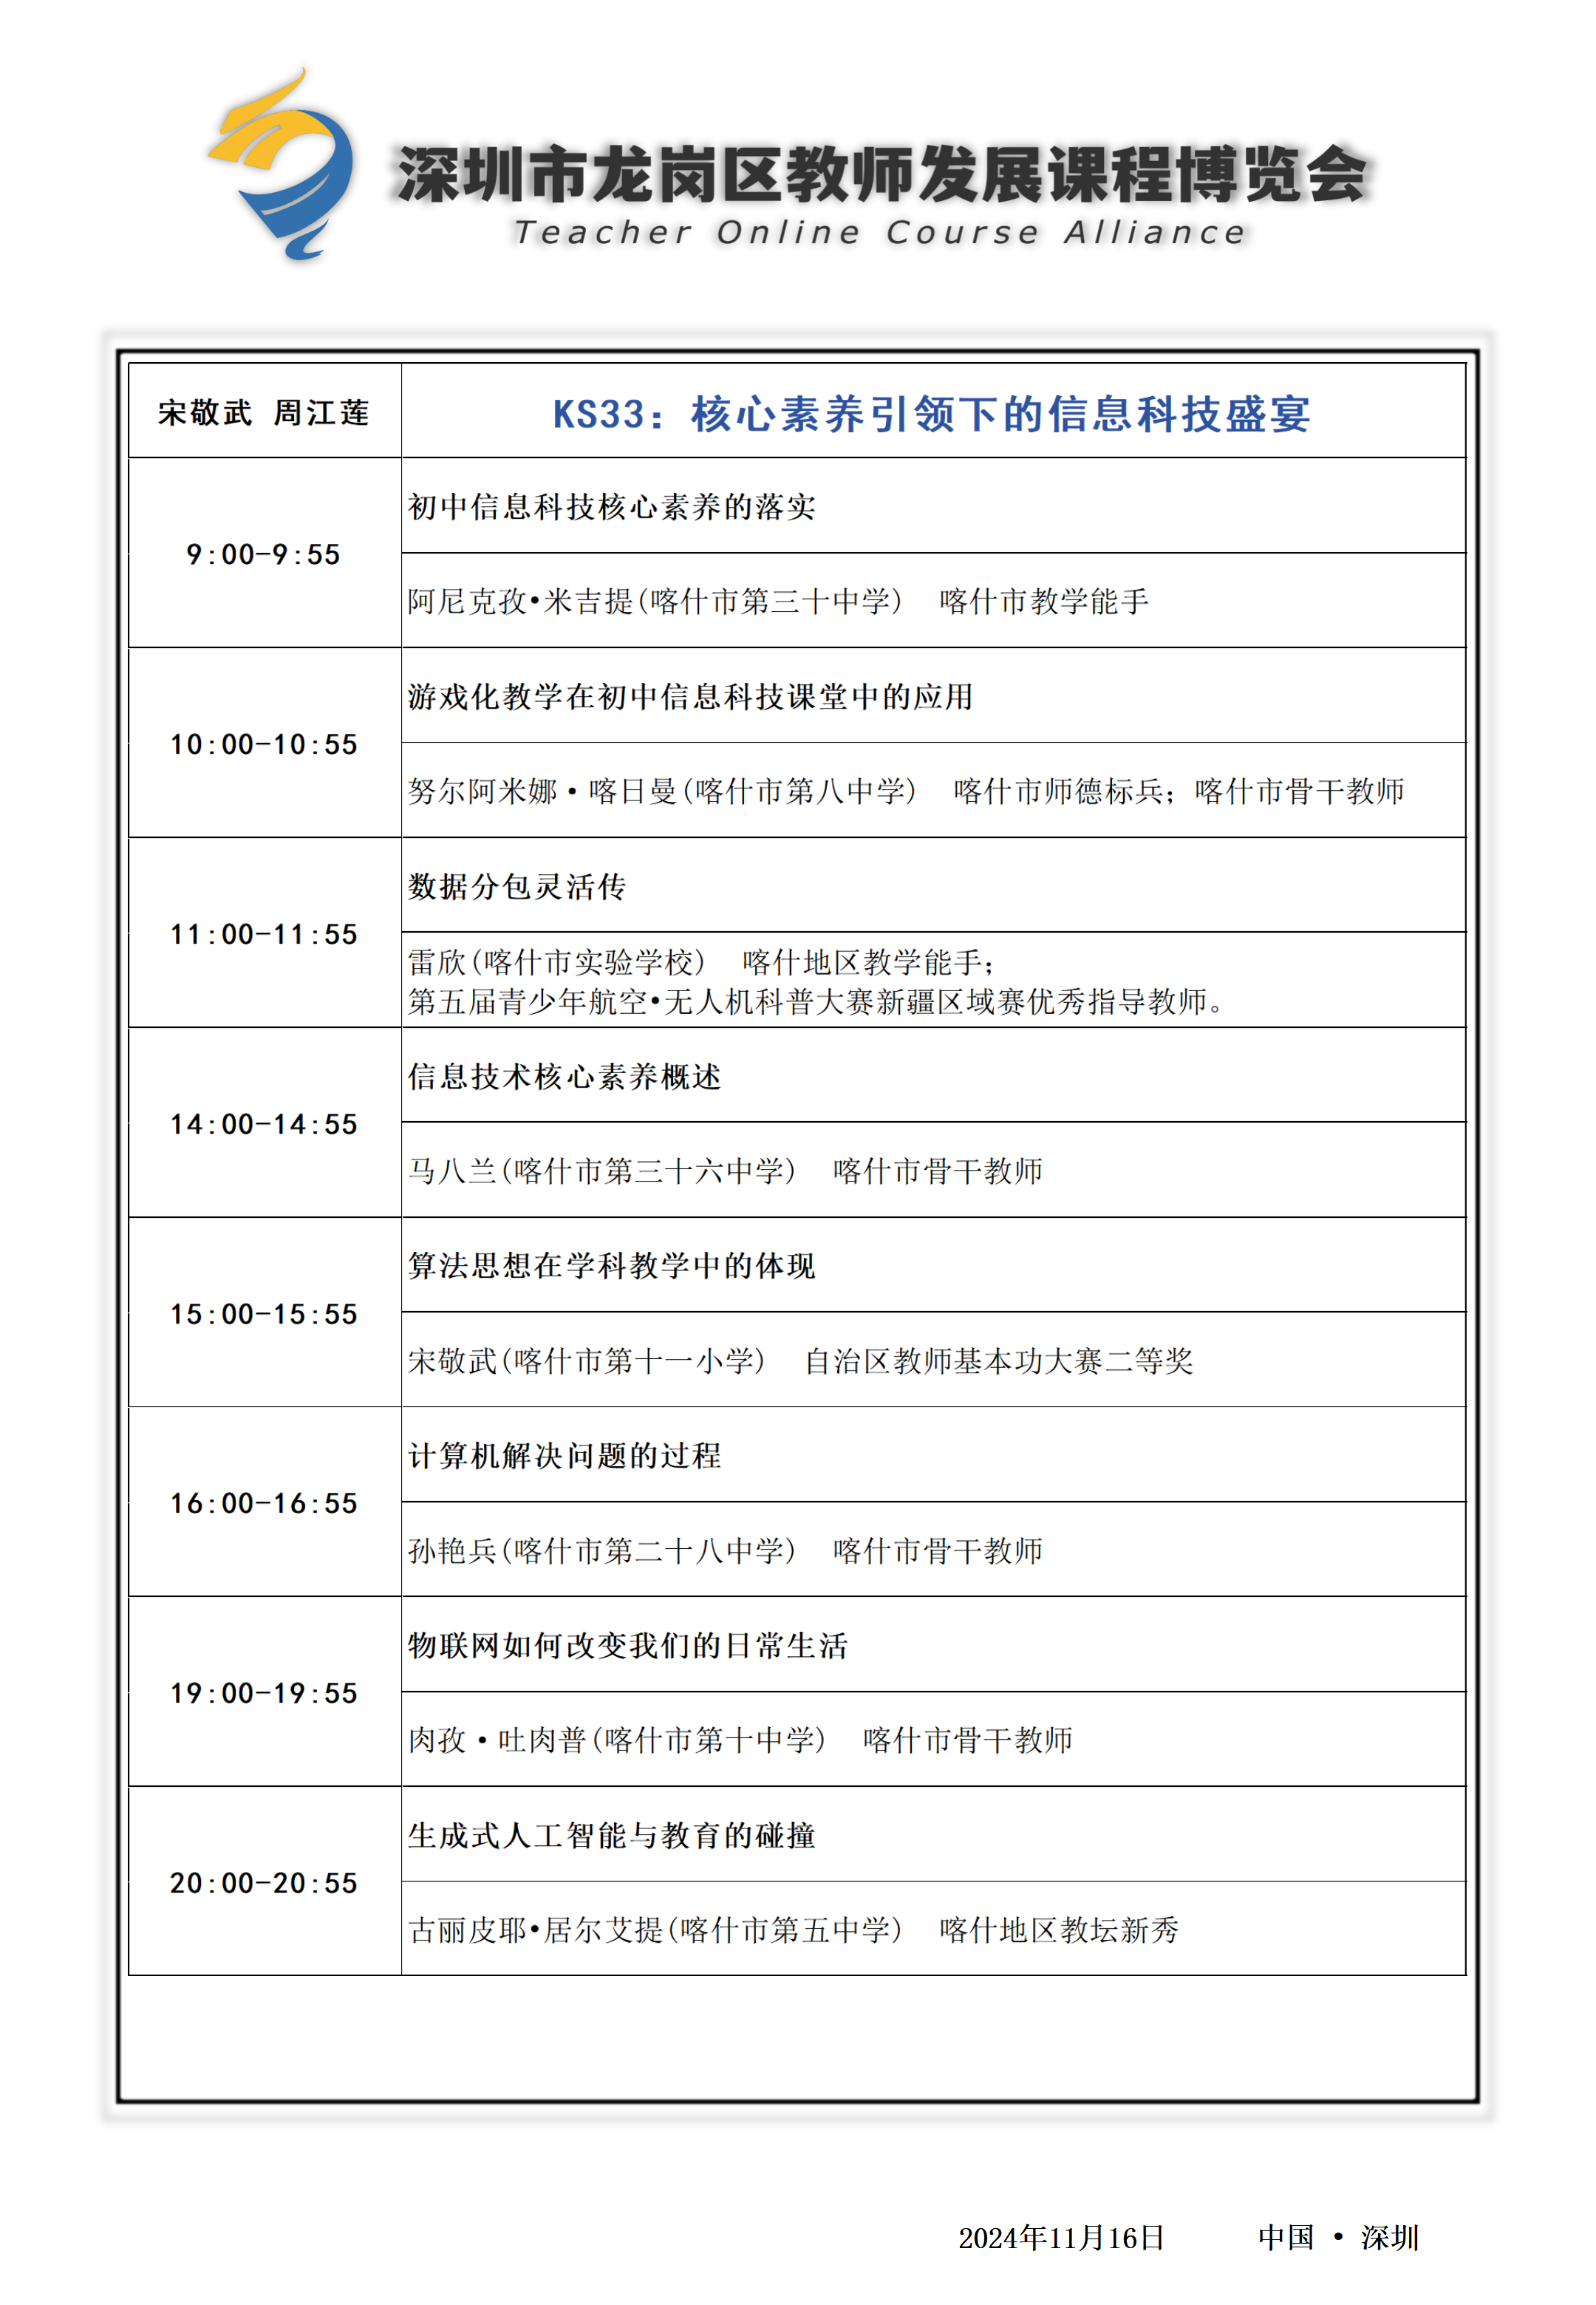 深圳市龙岗区教师发展课程博览会
Teacher Online Course Alliance
宋敬武 周江莲
KS33：核心素养引领下的信息科技盛宴
9:00-9:55
初中信息科技核心素养的落实
阿尼克孜•米吉提(喀什市第三十中学) 喀什市教学能手
10:00-10:55
游戏化教学在初中信息科技课堂中的应用
努尔阿米娜·喀日曼(喀什市第八中学) 喀什市师德标兵；喀什市骨干教师
11:00-11:55
数据分包灵活传
雷欣(喀什市实验学校) 喀什地区教学能手；
第五届青少年航空•无人机科普大赛新疆区域赛优秀指导教师。
14:00-14:55
信息技术核心素养概述
马八兰(喀什市第三十六中学) 喀什市骨干教师
15:00-15:55
算法思想在学科教学中的体现
宋敬武(喀什市第十一小学) 自治区教师基本功大赛二等奖
16:00-16:55
计算机解决问题的过程
孙艳兵(喀什市第二十八中学) 喀什市骨干教师
19:00-19:55
物联网如何改变我们的日常生活
肉孜·吐肉普(喀什市第十中学) 喀什市骨干教师
20:00-20:55
生成式人工智能与教育的碰撞
古丽皮耶•居尔艾提(喀什市第五中学) 喀什地区教坛新秀
2024年11月16日 中国 • 深圳